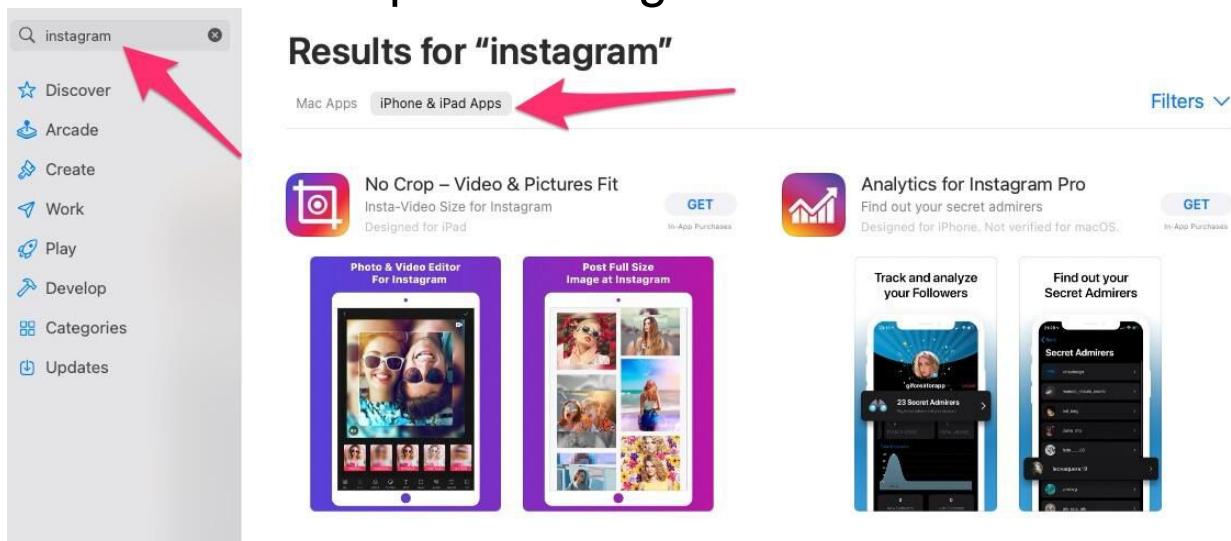 instagram
Discover
Arcade
Create
Work
Play
Develop
Categories
Updates
Results for “instagram”
Mac Apps iPhone & iPad Apps
Filters
No Crop – Video & Pictures Fit
Insta-Video Size for Instagram
Designed for iPad
GET
In-App Purchases
Photo & Video Editor
For Instagram
Post Full Size
Image at Instagram
Analytics for Instagram Pro
Find out your secret admirers
Designed for iPhone. Not verified for macOS.
GET
In-App Purchases
Track and analyze
your Followers
23 Secret Admirers
Find out your
Secret Admirers
Secret Admirers